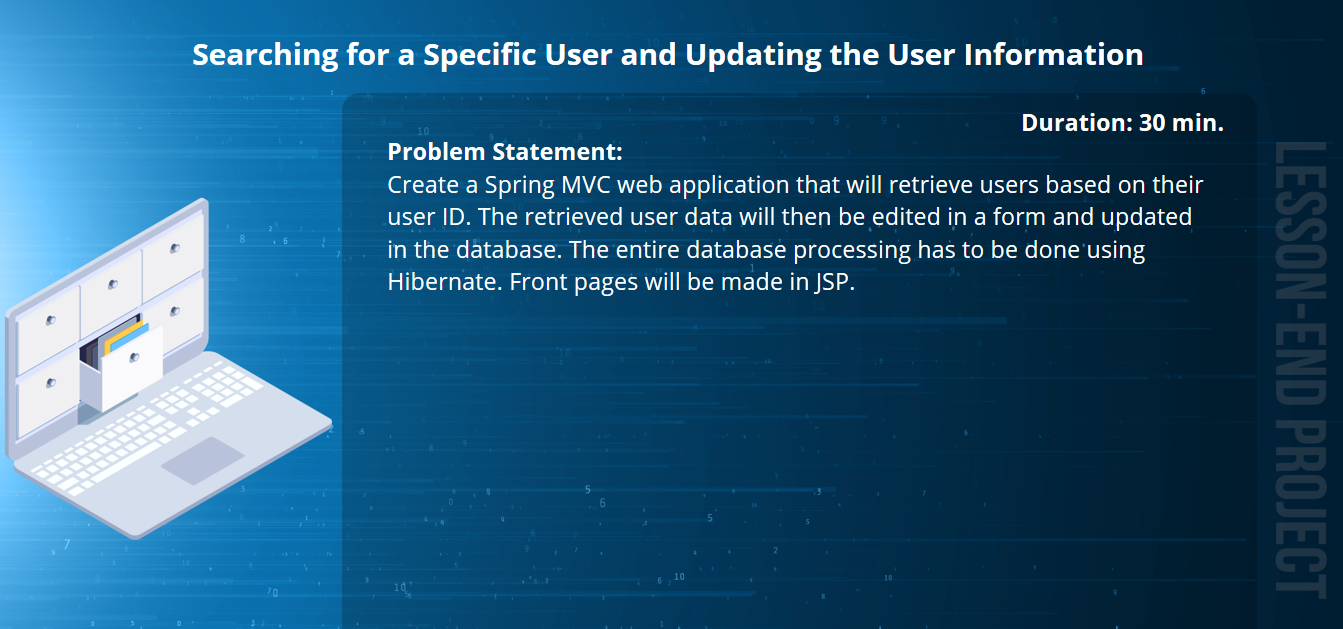 Searching for a Specific User and Updating the User Information
Duration: 30 min.
Problem Statement:
Create a Spring MVC web application that will retrieve users based on their
user ID. The retrieved user data will then be edited in a form and updated
in the database. The entire database processing has to be done using
Hibernate. Front pages will be made in JSP.
LESSON-END PROJECT